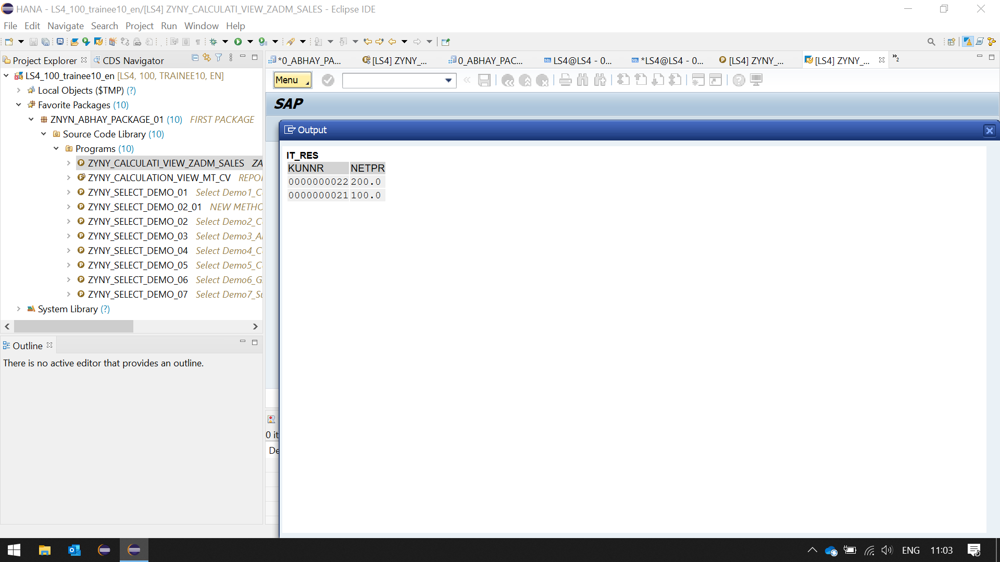 HANA - LS4_100_trainee10_en/[LS4] ZYNY_CALCULATI_VIEW_ZADM_SALES - Eclipse IDE
File Edit Navigate Search Project Run Window Help
Project Explorer CDS Navigator
*0_ABHAY_PA... [LS4] ZYNY_... 0_ABHAY_PAC... LS4@LS4 - 0... *LS4@LS4 - 0... [LS4] ZYNY_... [LS4] ZYNY_... »2
LS4_100_trainee10_en [LS4, 100, TRAINEE10, EN]
Local Objects ($TMP) (?)
Favorite Packages (10)
ZNYN_ABHAY_PACKAGE_01 (10) FIRST PACKAGE
Source Code Library (10)
Programs (10)
ZYNY_CALCULATI_VIEW_ZADM_SALES ZA
ZYNY_CALCULATION_VIEW_MT_CV REPO
ZYNY_SELECT_DEMO_01 Select Demo1_C
ZYNY_SELECT_DEMO_02_01 NEW METHO
ZYNY_SELECT_DEMO_02 Select Demo2_C
ZYNY_SELECT_DEMO_03 Select Demo3_A
ZYNY_SELECT_DEMO_04 Select Demo4_C
ZYNY_SELECT_DEMO_05 Select Demo5_C
ZYNY_SELECT_DEMO_06 Select Demo6_G
ZYNY_SELECT_DEMO_07 Select Demo7_Su
System Library (?)
Outline
There is no active editor that provides an outline.
Menu
SAP
Output
IT_RES
KUNNR NETPR
0000000022 200.0
0000000021 100.0
0 it
De
ENG 11:03